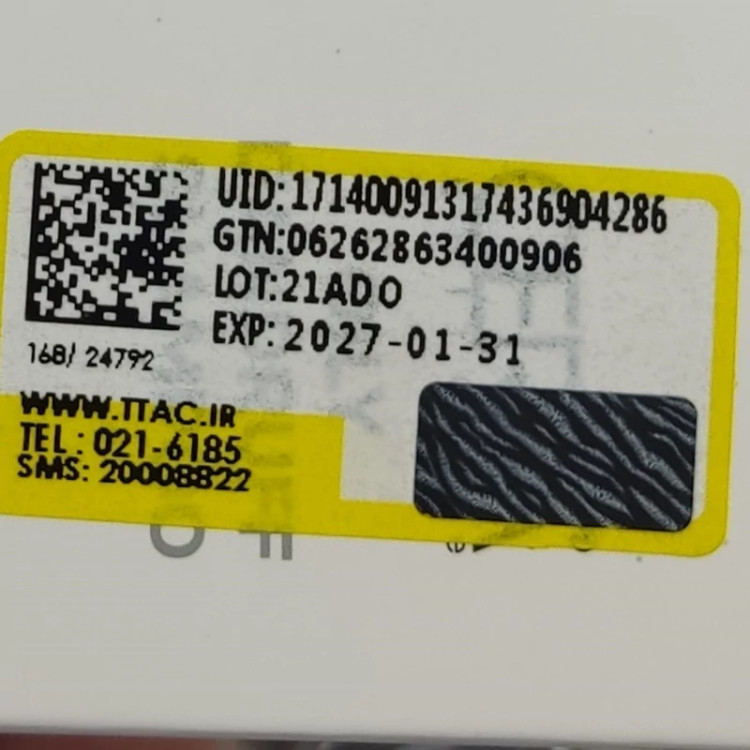 UID:17140091317436904286
GTN:06262863400906
LOT:21ADO
EXP: 2027-01-31
168/ 24792
WWW.TTAC.IR
TEL : 021-6185
SMS: 20008822